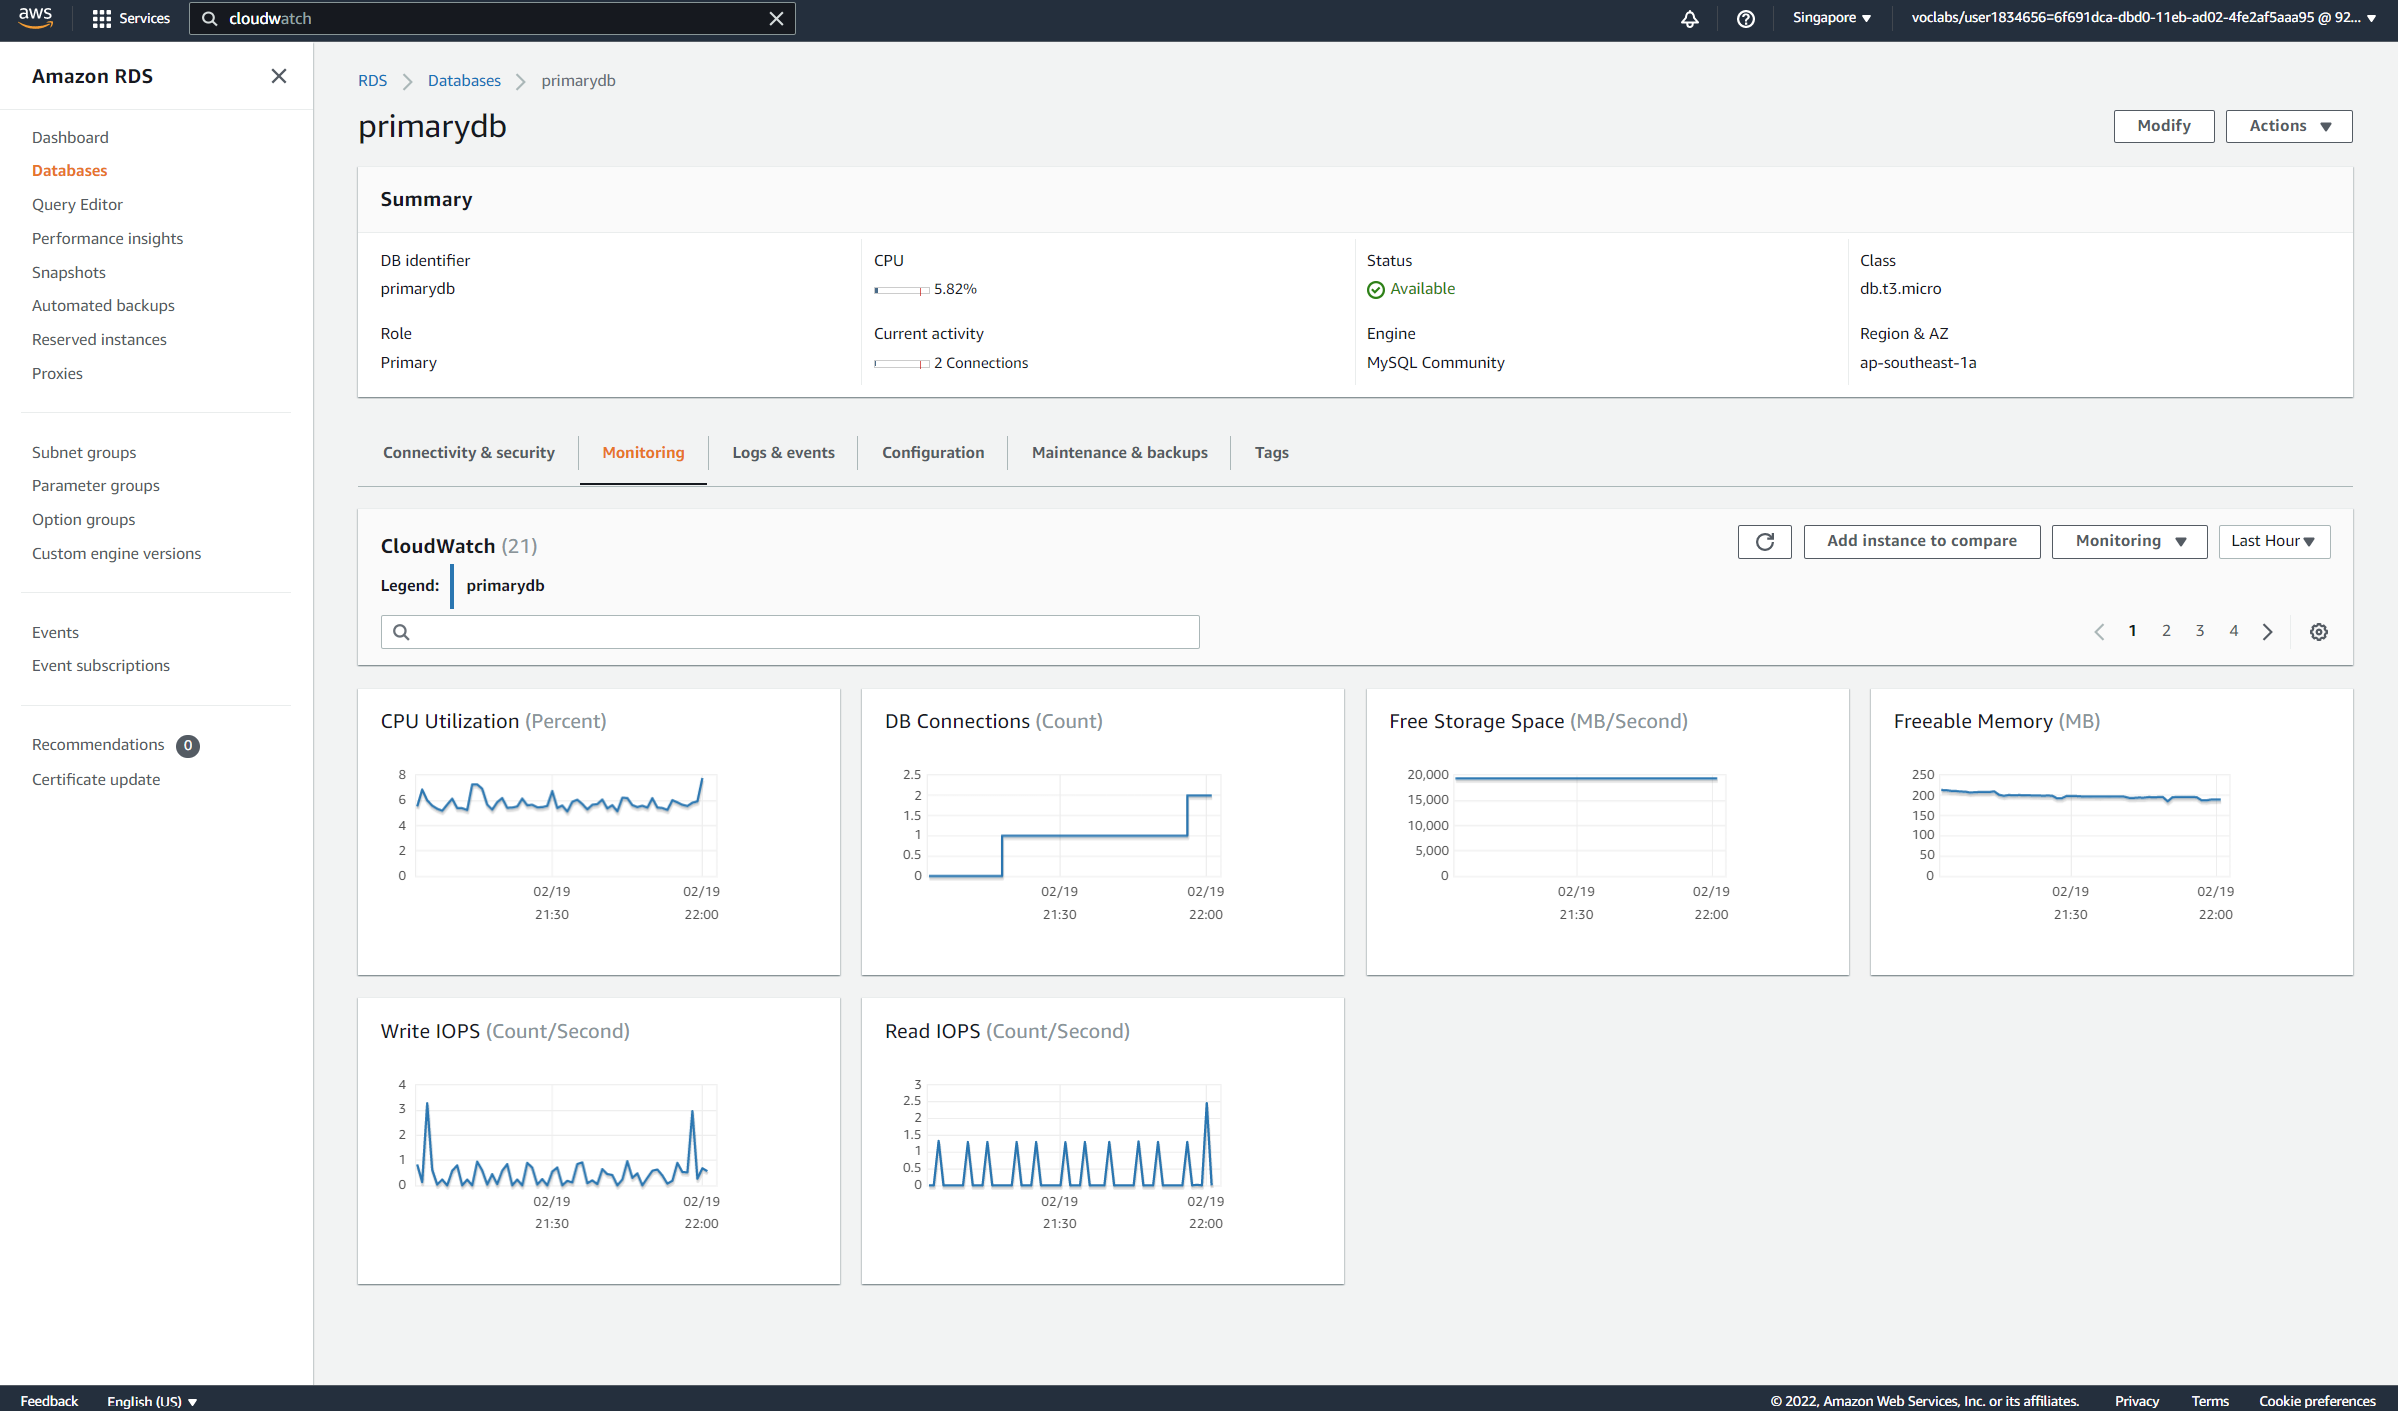 aws
Services
cloudwatch
Singapore ▼
voclabs/user1834656=6f691dca-dbd0-11eb-ad02-4fe2af5aaa95 @ 92... ▼
Amazon RDS
Dashboard
Databases
Query Editor
Performance insights
Snapshots
Automated backups
Reserved instances
Proxies
Subnet groups
Parameter groups
Option groups
Custom engine versions
Events
Event subscriptions
Recommendations 0
Certificate update
RDS > Databases > primarydb
primarydb
Modify
Actions ▼
Summary
DB identifier
primarydb
CPU
5.82%
Status
Available
Class
db.t3.micro
Role
Primary
Current activity
2 Connections
Engine
MySQL Community
Region & AZ
ap-southeast-1a
Connectivity & security
Monitoring
Logs & events
Configuration
Maintenance & backups
Tags
CloudWatch (21)
Add instance to compare
Monitoring ▼
Last Hour ▼
Legend: primarydb
1 2 3 4
CPU Utilization (Percent)
8
6
4
2
0
02/19 02/19
21:30 22:00
DB Connections (Count)
2.5
2
1.5
1
0.5
0
02/19 02/19
21:30 22:00
Free Storage Space (MB/Second)
20,000
15,000
10,000
5,000
0
02/19 02/19
21:30 22:00
Freeable Memory (MB)
250
200
150
100
50
0
02/19 02/19
21:30 22:00
Write IOPS (Count/Second)
4
3
2
1
0
02/19 02/19
21:30 22:00
Read IOPS (Count/Second)
3
2.5
2
1.5
1
0.5
0
02/19 02/19
21:30 22:00
Feedback
English (US) ▼
© 2022, Amazon Web Services, Inc. or its affiliates.
Privacy
Terms
Cookie preferences